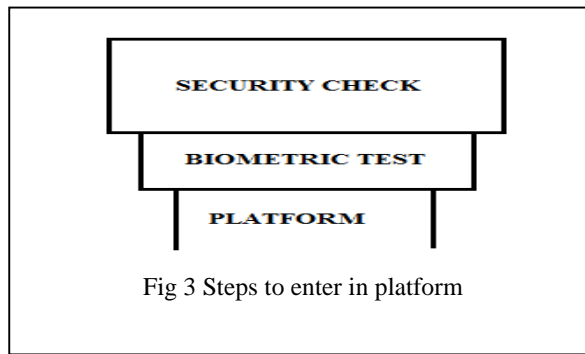 SECURITY CHECK
BIOMETRIC TEST
PLATFORM
Fig 3 Steps to enter in platform